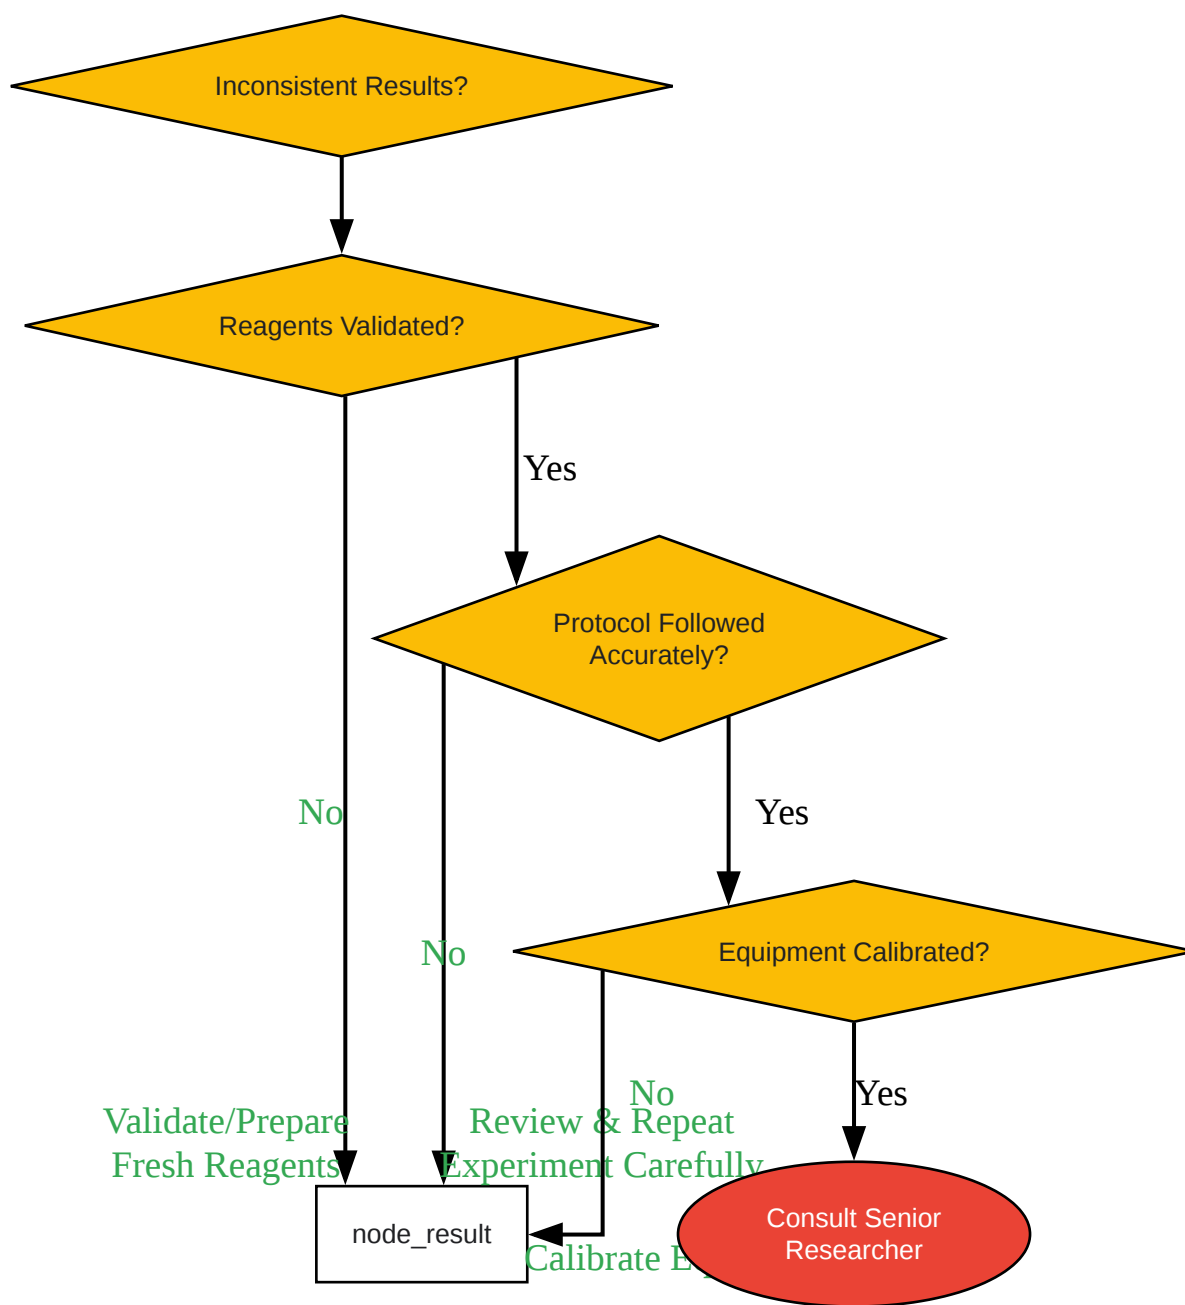 Inconsistent Results?
Reagents Validated?
Yes
Protocol Followed
Accurately?
No
Yes
No
Equipment Calibrated?
No
Yes
Validate/Prepare
Fresh Reagents
Review & Repeat
Experiment Carefully
node_result
Calibrate
Consult Senior
Researcher